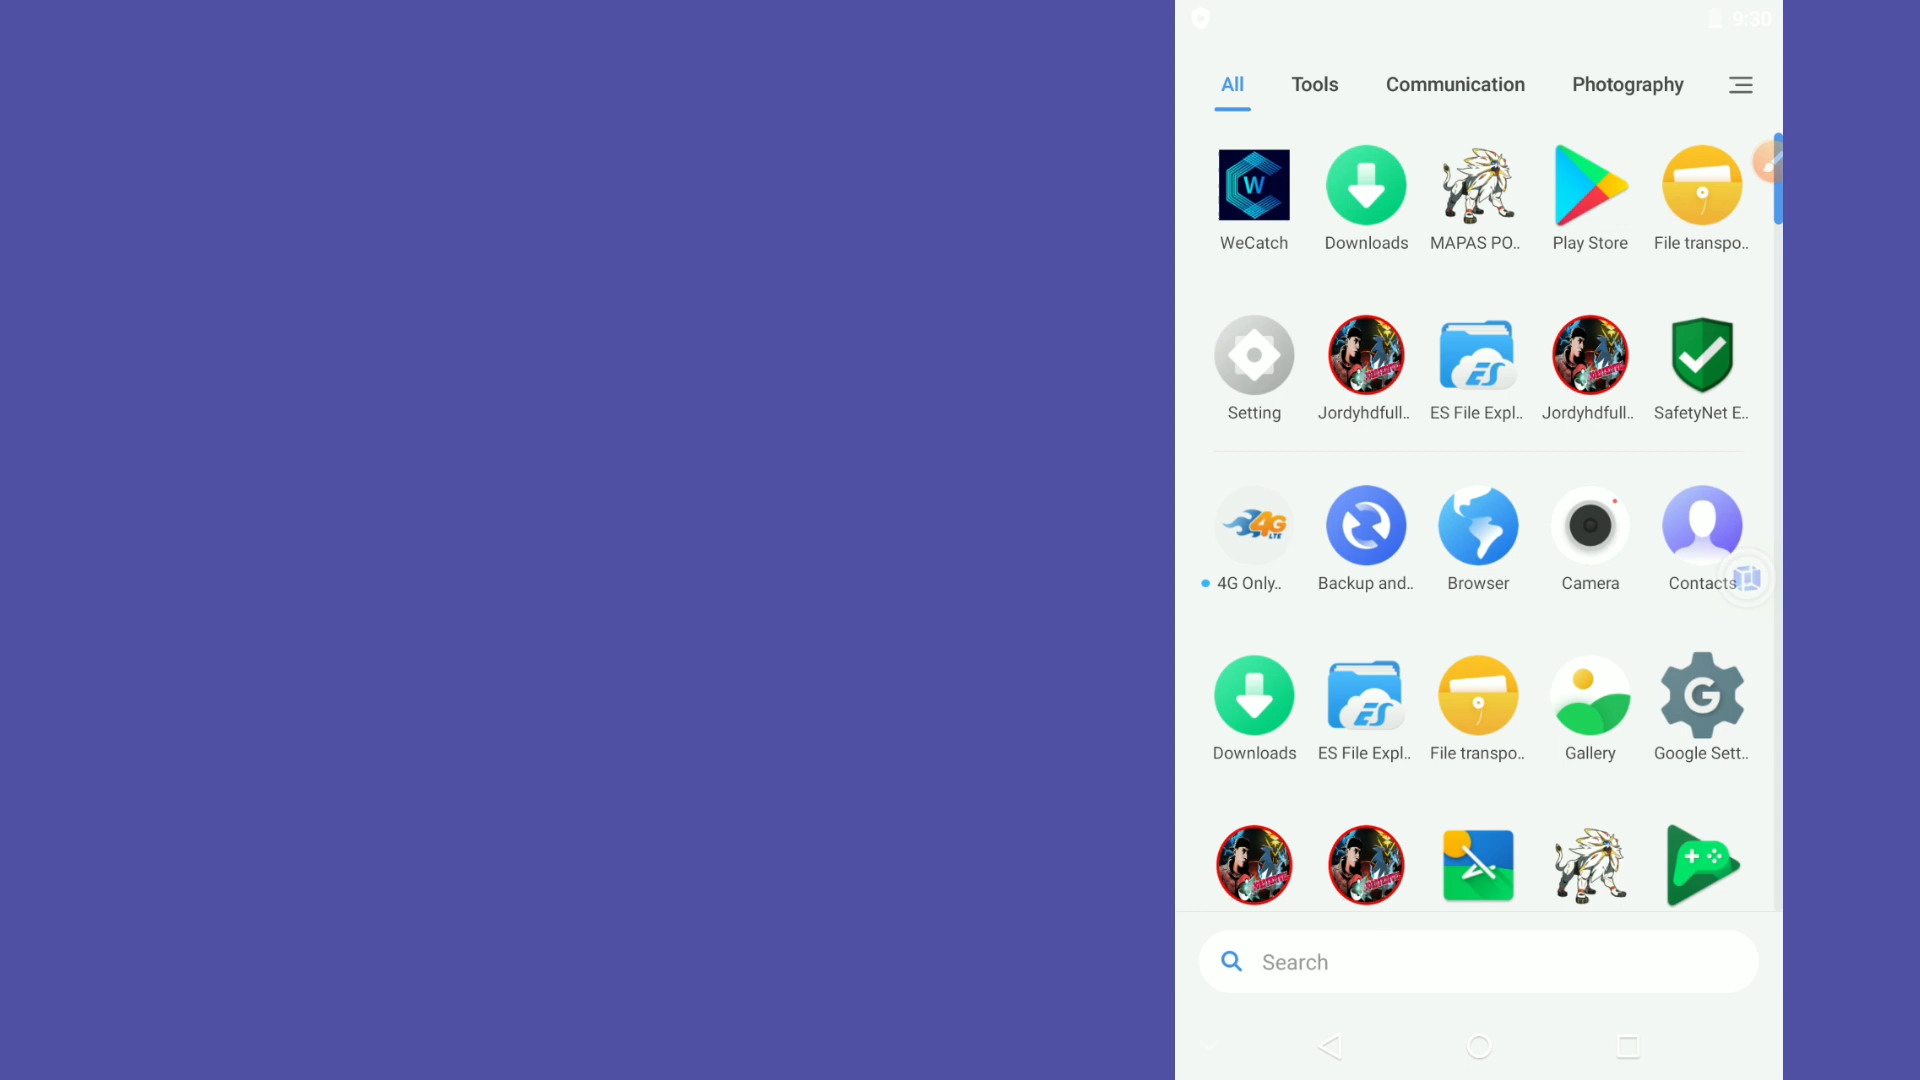 9:30
All Tools Communication Photography
WeCatch Downloads MAPAS PO.. Play Store File transpo..
Setting Jordyhdfull.. ES File Expl.. Jordyhdfull.. SafetyNet E..
4G Only.. Backup and.. Browser Camera Contacts
Downloads ES File Expl.. File transpo.. Gallery Google Sett..
Search